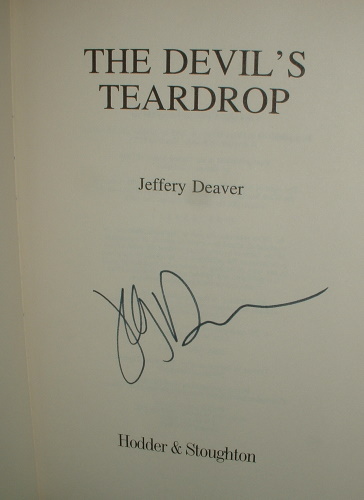 THE DEVIL'S
TEARDROP
Jeffery Deaver
Hodder & Stoughton